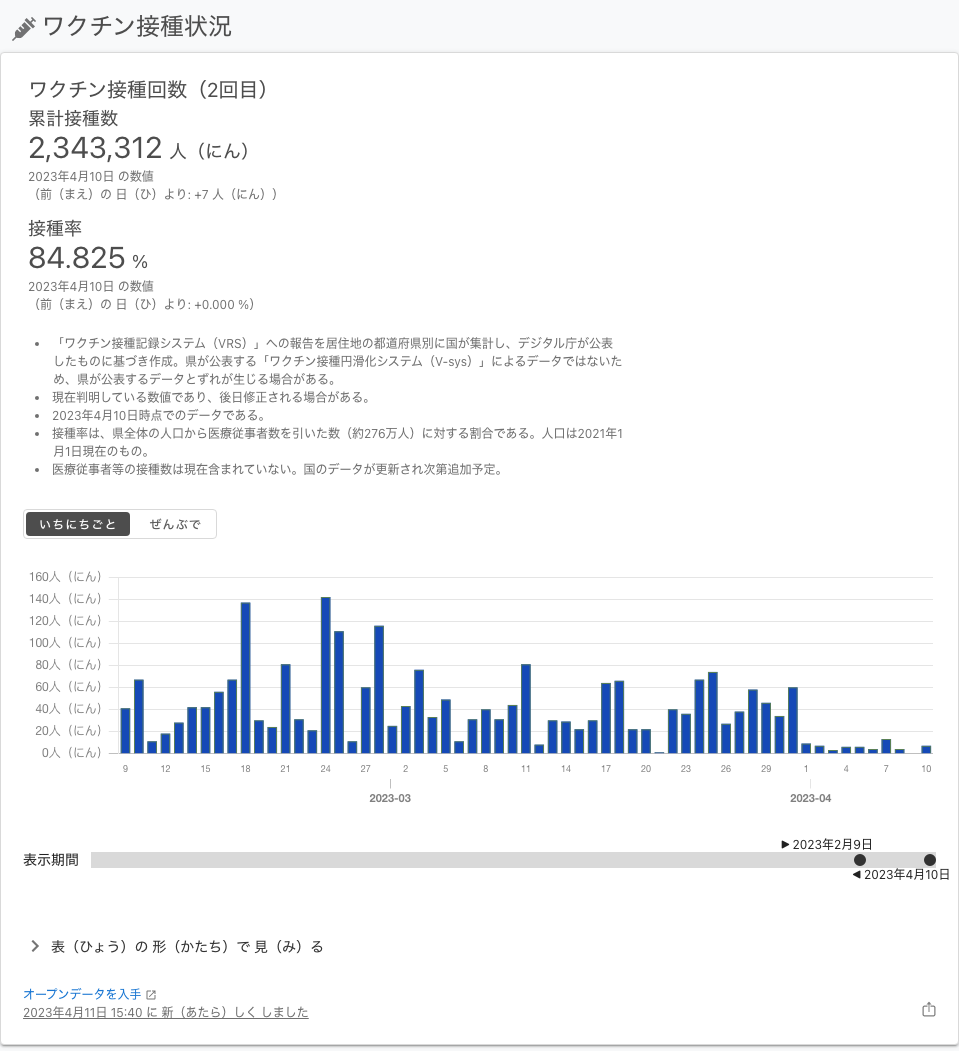 ワクチン接種状況
ワクチン接種回数（2回目）
累計接種数
2,343,312 人（にん）
2023年4月10日 の数値
（前（まえ）の 日（ひ）より: +7 人（にん））
接種率
84.825 %
2023年4月10日 の数値
（前（まえ）の 日（ひ）より: +0.000 %）
• 「ワクチン接種記録システム（VRS）」への報告を居住地の都道府県別に国が集計し、デジタル庁が公表
したものに基づき作成。県が公表する「ワクチン接種円滑化システム（V-sys）」によるデータではないた
め、県が公表するデータとずれが生じる場合がある。
• 現在判明している数値であり、後日修正される場合がある。
• 2023年4月10日時点でのデータである。
• 接種率は、県全体の人口から医療従事者数を引いた数（約276万人）に対する割合である。人口は2021年1
月1日現在のもの。
• 医療従事者等の接種数は現在含まれていない。国のデータが更新され次第追加予定。
いちにちごと ぜんぶで
160人（にん）
140人（にん）
120人（にん）
100人（にん）
80人（にん）
60人（にん）
40人（にん）
20人（にん）
0人（にん）
9 12 15 18 21 24 27 2 5 8 11 14 17 20 23 26 29 1 4 7 10
2023-03 2023-04
▶ 2023年2月9日
表示期間
◀ 2023年4月10日
表（ひょう）の 形（かたち）で 見（み）る
オープンデータを入手
2023年4月11日 15:40 に 新（あたら）しく しました